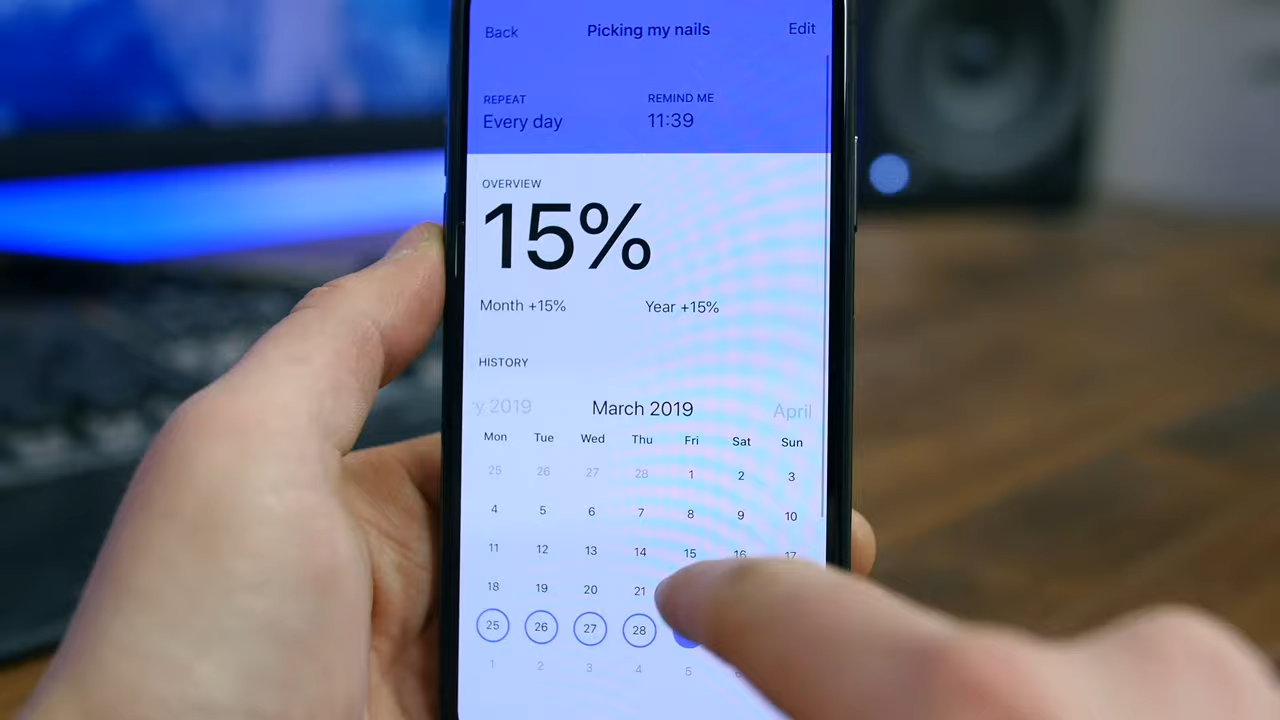 Back Picking my nails Edit
REPEAT REMIND ME
Every day 11:39
OVERVIEW
15%
Month +15% Year +15%
HISTORY
y 2019 March 2019 April
Mon Tue Wed Thu Fri Sat Sun
25 26 27 28 1 2 3
4 5 6 7 8 9 10
11 12 13 14 15 16 17
18 19 20 21
25 26 27 28
1 2 3 4 5